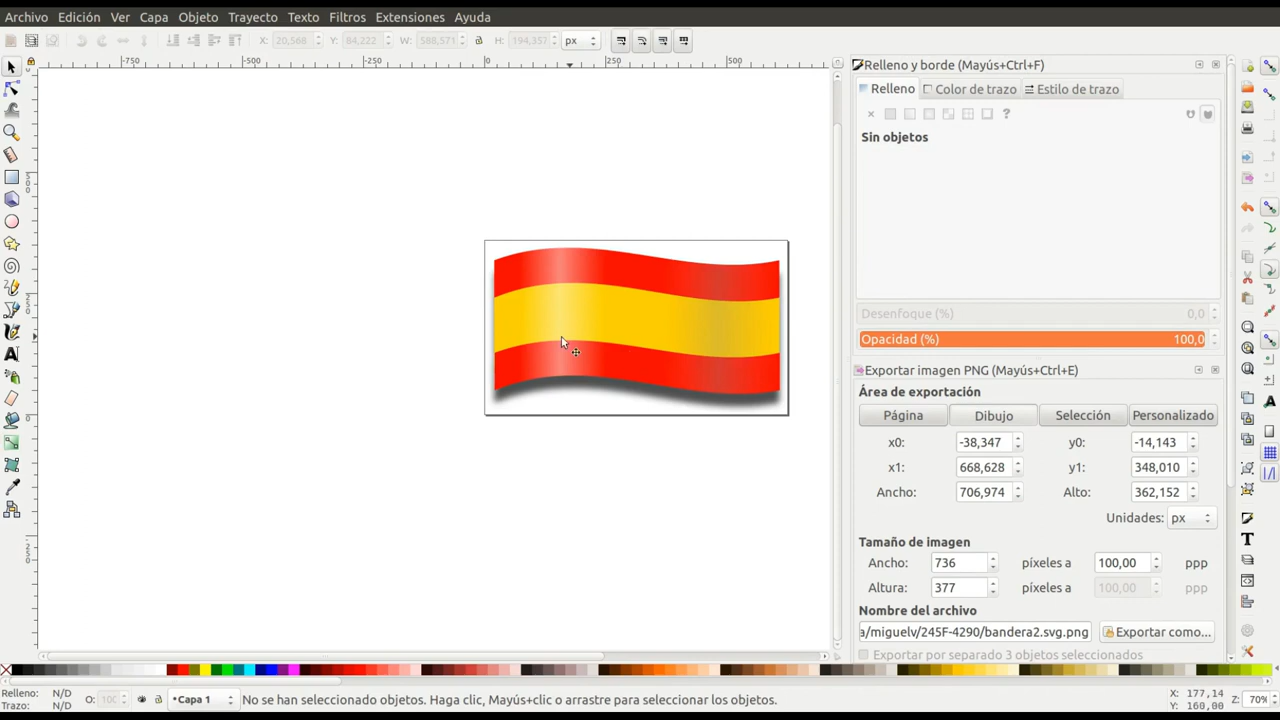 Archivo Edición Ver Capa Objeto Trayecto Texto Filtros Extensiones Ayuda
X: 20,568 Y: 84,222 W: 588,571 H: 194,357 px
-750 -500 -250 0 250 500
Relleno y borde (Mayús+Ctrl+F)
Relleno Color de trazo Estilo de trazo
?
Sin objetos
Desenfoque (%) 0,0
Opacidad (%) 100,0
Exportar imagen PNG (Mayús+Ctrl+E)
Área de exportación
Página Dibujo Selección Personalizado
x0: -38,347 y0: -14,143
x1: 668,628 y1: 348,010
Ancho: 706,974 Alto: 362,152
Unidades: px
Tamaño de imagen
Ancho: 736 píxeles a 100,00 ppp
Altura: 377 píxeles a 100,00 ppp
Nombre del archivo
a/miguelv/245F-4290/bandera2.svg.png Exportar como...
Exportar por separado 3 objetos seleccionados
Relleno: N/D O: Capa 1 No se han seleccionado objetos. Haga clic, Mayús+clic o arrastre para seleccionar los objetos. X: 177,14 Z: 70%
Trazo: N/D Y: 160,00